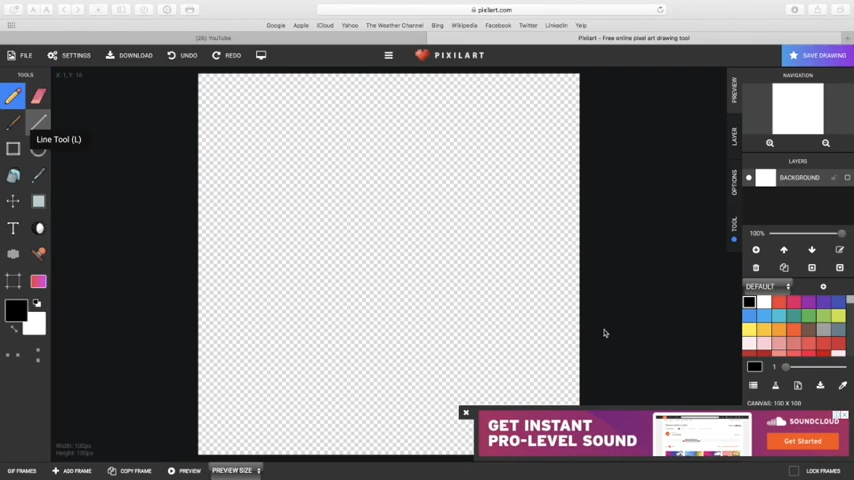 pixilart.com
Google Apple iCloud Yahoo The Weather Channel Bing Wikipedia Facebook Twitter LinkedIn Yelp
(20) YouTube Pixilart - Free online pixel art drawing tool
FILE SETTINGS DOWNLOAD UNDO REDO PIXILART SAVE DRAWING
TOOLS
X: 1, Y: 16
NAVIGATION
PREVIEW
LAYER
OPTIONS
TOOL
Line Tool (L)
LAYERS
BACKGROUND
100%
DEFAULT
1
CANVAS: 100 X 100
GET INSTANT
PRO-LEVEL SOUND
SOUNDCLOUD
Get Started
Width: 100px
Height: 100px
GIF FRAMES ADD FRAME COPY FRAME PREVIEW PREVIEW SIZE LOCK FRAMES